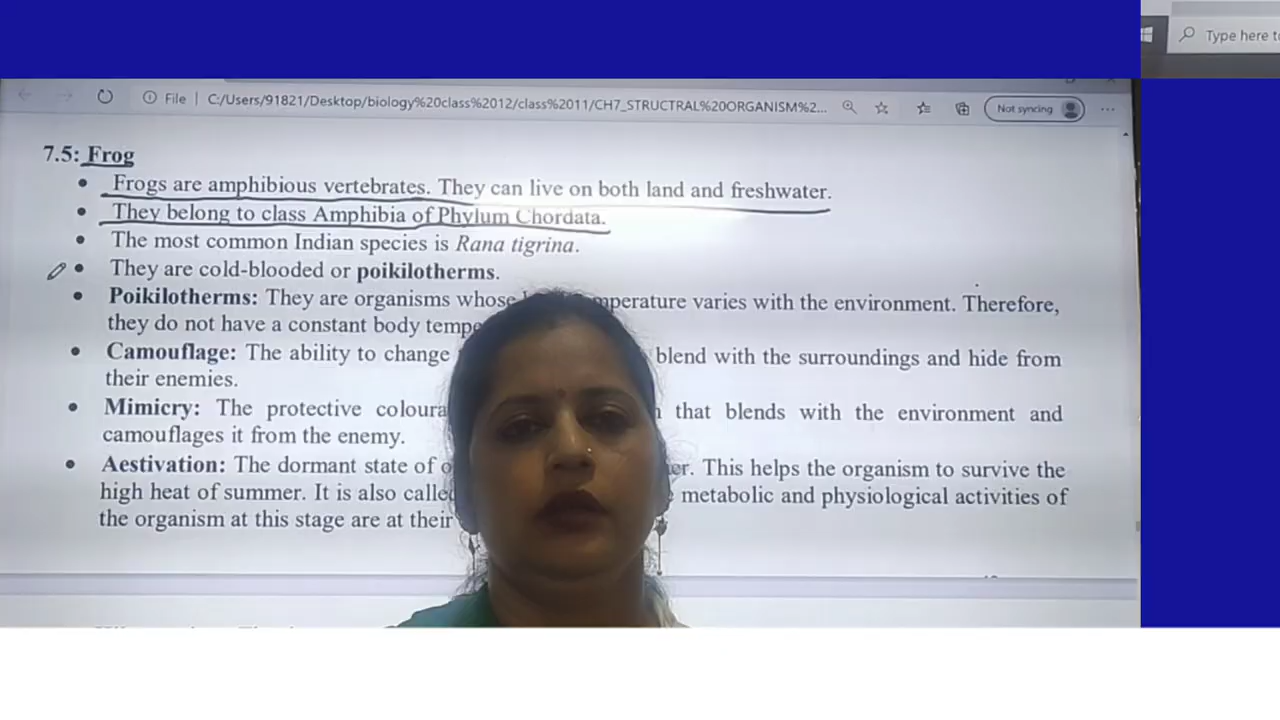 Type here to
File | C:/Users/91821/Desktop/biology%20class%2012/class%2011/CH7_STRUCTRAL%20ORGANISM%2...
Not syncing
7.5: Frog
• Frogs are amphibious vertebrates. They can live on both land and freshwater.
• They belong to class Amphibia of Phylum Chordata.
• The most common Indian species is Rana tigrina.
• They are cold-blooded or poikilotherms.
• Poikilotherms: They are organisms whose mperature varies with the environment. Therefore,
they do not have a constant body tempe
• Camouflage: The ability to change blend with the surroundings and hide from
their enemies.
• Mimicry: The protective coloura that blends with the environment and
camouflages it from the enemy.
• Aestivation: The dormant state of er. This helps the organism to survive the
high heat of summer. It is also called metabolic and physiological activities of
the organism at this stage are at their